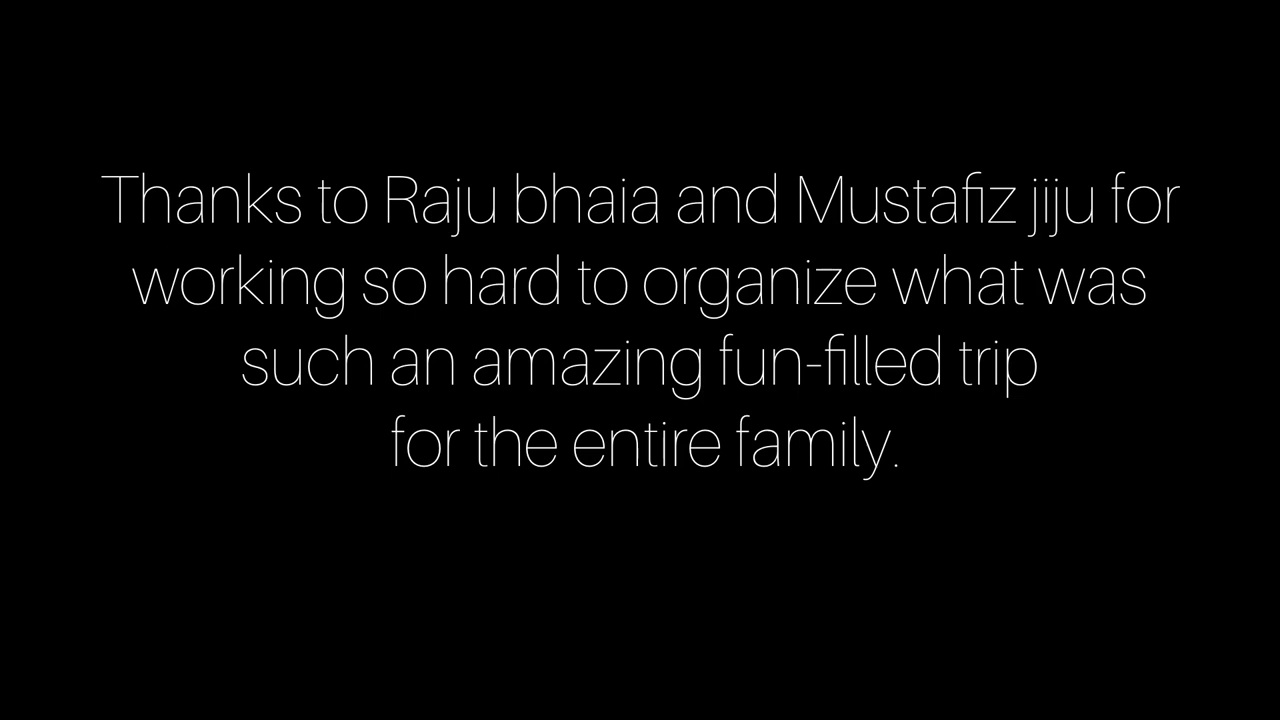 Thanks to Raju bhaia and Mustafiz jiju for
working so hard to organize what was
such an amazing fun-filled trip
for the entire family.